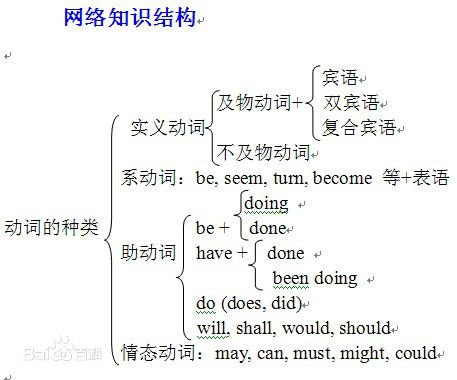 网络知识结构
宾语
及物动词+
双宾语
实义动词
复合宾语
不及物动词
系动词：be, seem, turn, become 等+表语
doing
be +
done
动词的种类
助动词
have +
done
been doing
do (does, did)
will, shall, would, should
情态动词：may, can, must, might, could
Bai百科